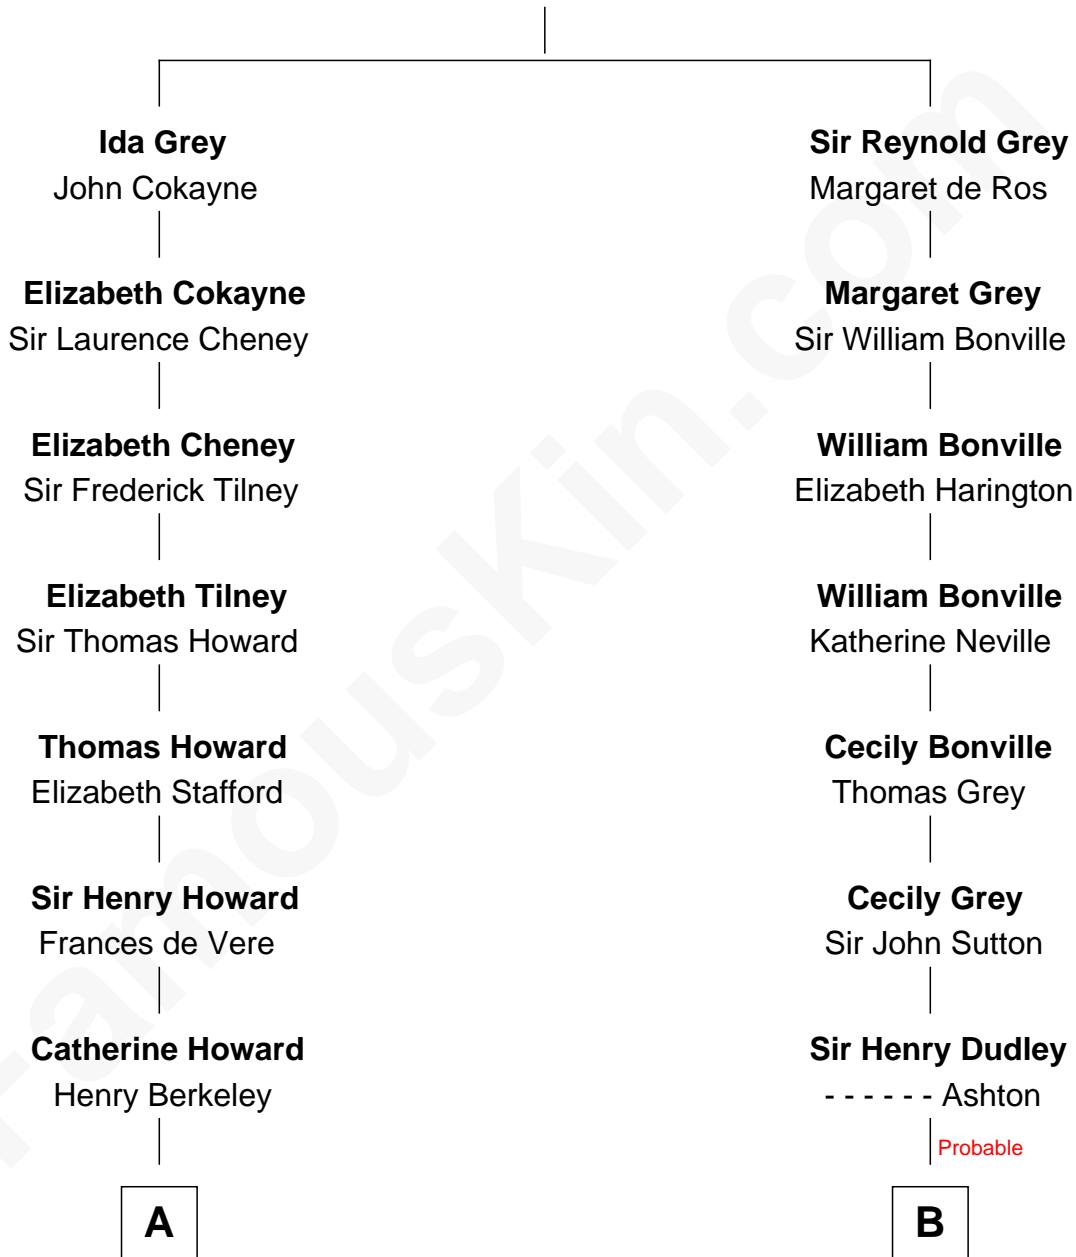 Ida Grey
John Cokayne
Sir Reynold Grey
Margaret de Ros
Elizabeth Cokayne
Sir Laurence Cheney
Margaret Grey
Sir William Bonville
Elizabeth Cheney
Sir Frederick Tilney
William Bonville
Elizabeth Harington
Elizabeth Tilney
Sir Thomas Howard
William Bonville
Katherine Neville
Thomas Howard
Elizabeth Stafford
Cecily Bonville
Thomas Grey
Sir Henry Howard
Frances de Vere
Cecily Grey
Sir John Sutton
Catherine Howard
Henry Berkeley
Sir Henry Dudley
- - - - - - Ashton
Probable
A
B
FamousKin.com